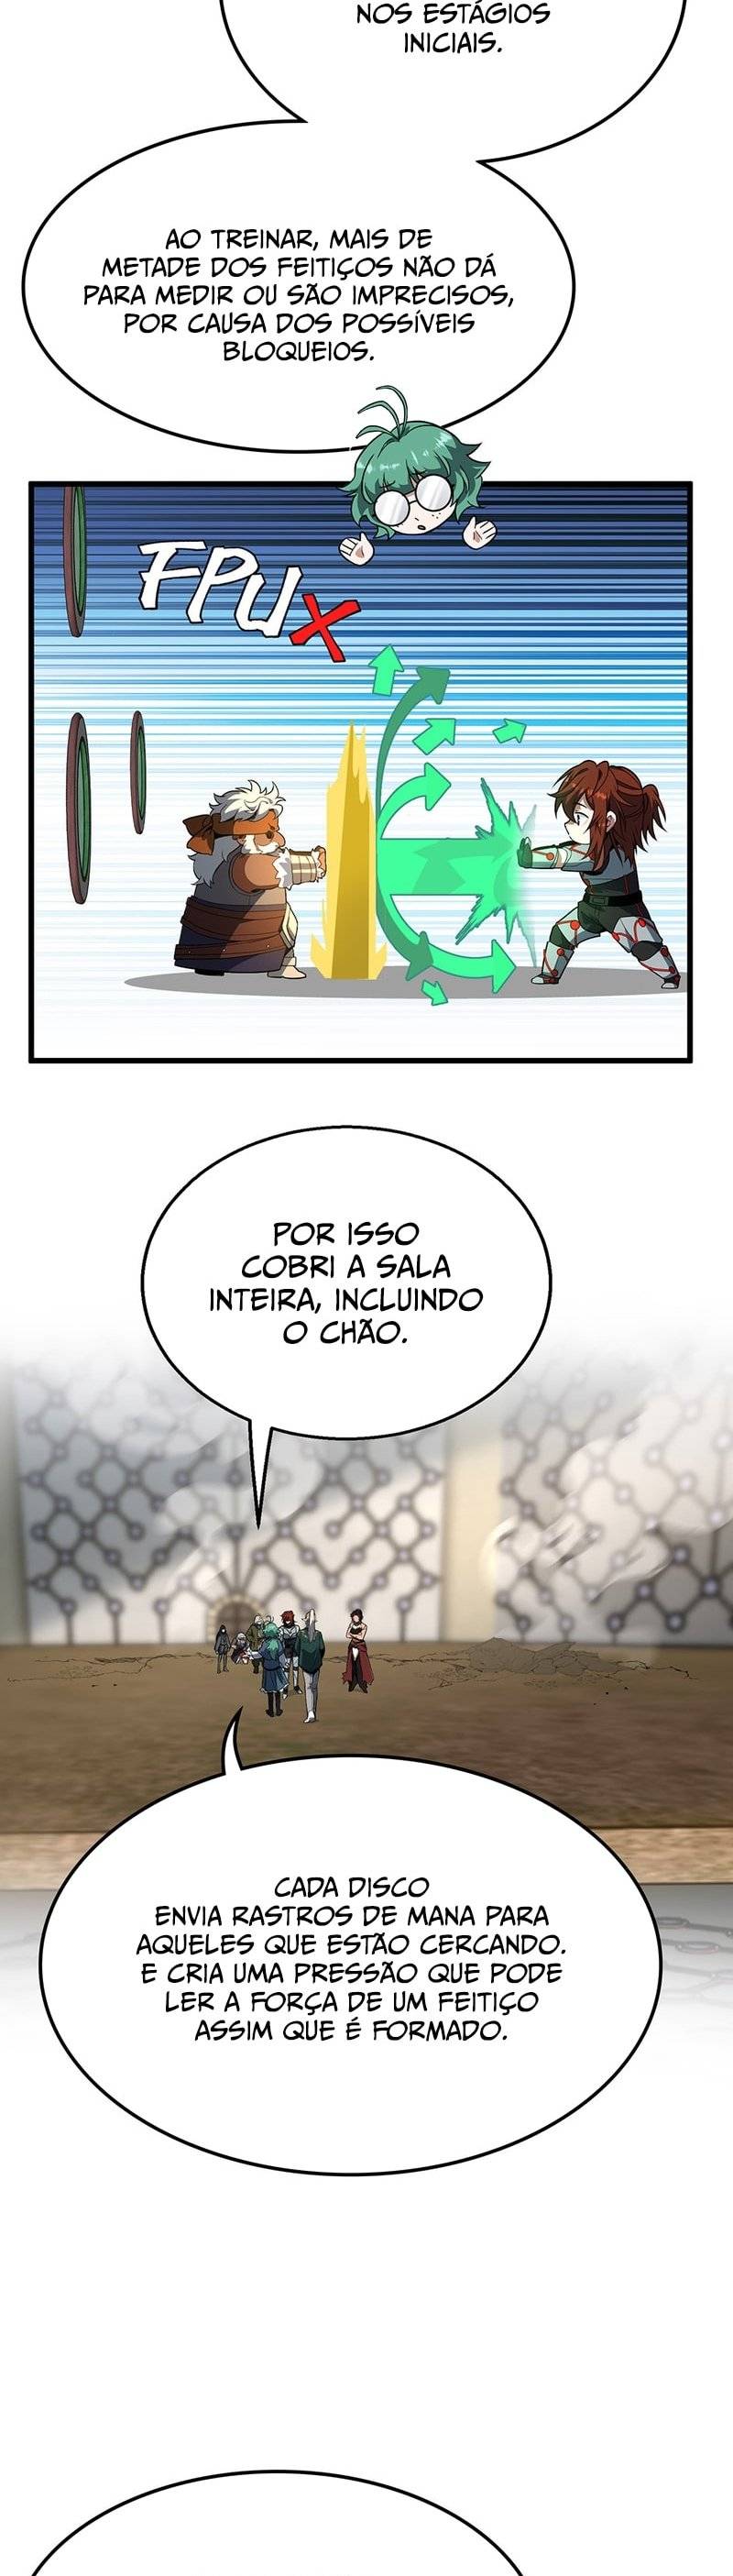 NOS ESTÁGIOS
INICIAIS.
AO TREINAR, MAIS DE
METADE DOS FEITIÇOS NÃO DÁ
PARA MEDIR OU SÃO IMPRECISOS,
POR CAUSA DOS POSSÍVEIS
BLOQUEIOS.
FPU X
POR ISSO
COBRI A SALA
INTEIRA, INCLUINDO
O CHÃO.
CADA DISCO
ENVIA RASTROS DE MANA PARA
AQUELES QUE ESTÃO CERCANDO.
E CRIA UMA PRESSÃO QUE PODE
LER A FORÇA DE UM FEITIÇO
ASSIM QUE É FORMADO.